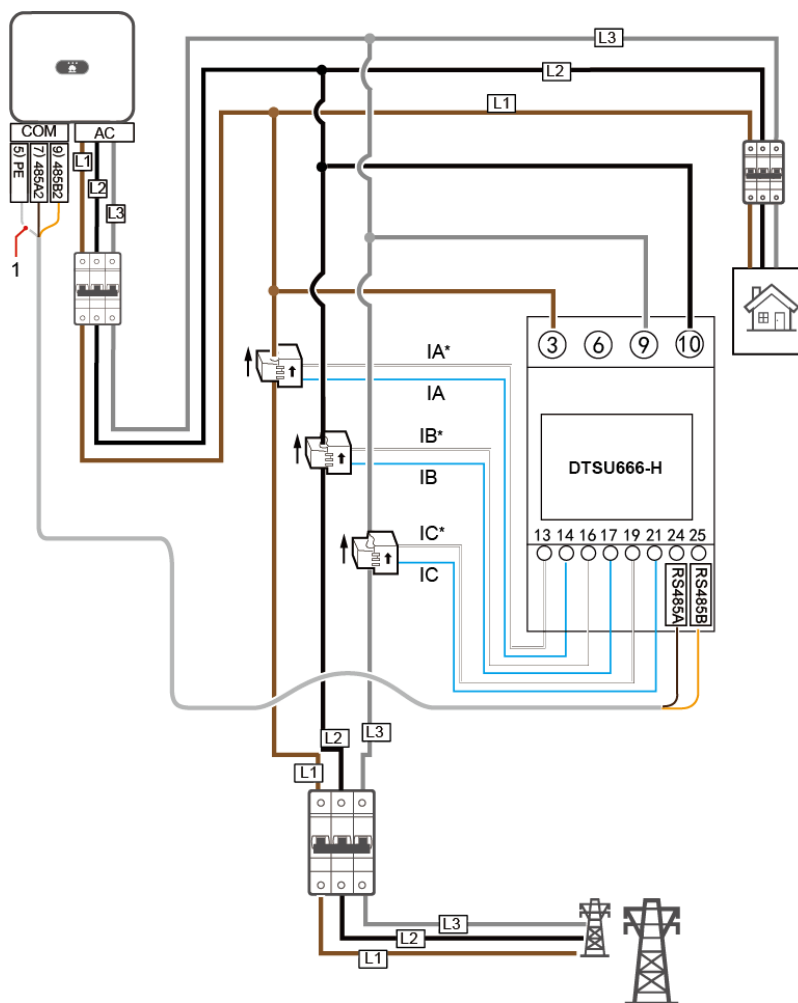 L3
L2
L1
COM
AC
5) PE
7) 485A2
9) 485B2
L1
L2
L3
1
3
6
9
10
IA*
IA
IB*
IB
IC*
IC
DTSU666-H
13 14 16 17 19 21 24 25
RS485A
RS485B
L2
L3
L1
L3
L2
L1